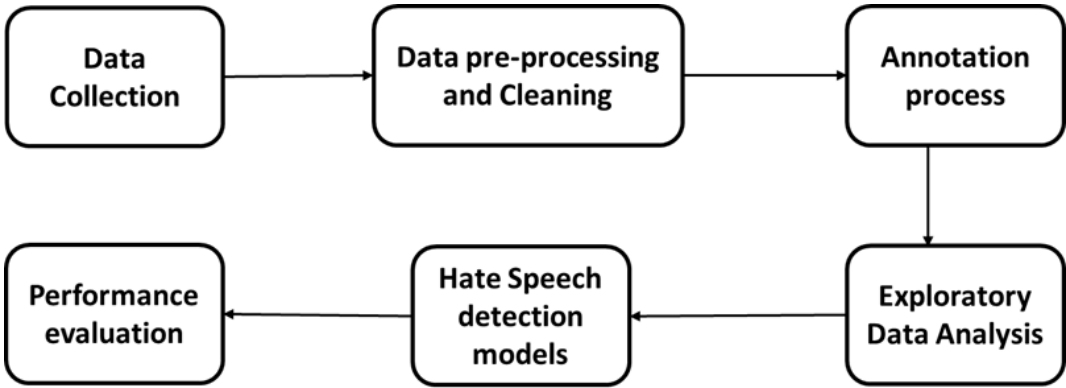 Data
Collection
Data pre-processing
and Cleaning
Annotation
process
Exploratory
Data Analysis
Hate Speech
detection
models
Performance
evaluation